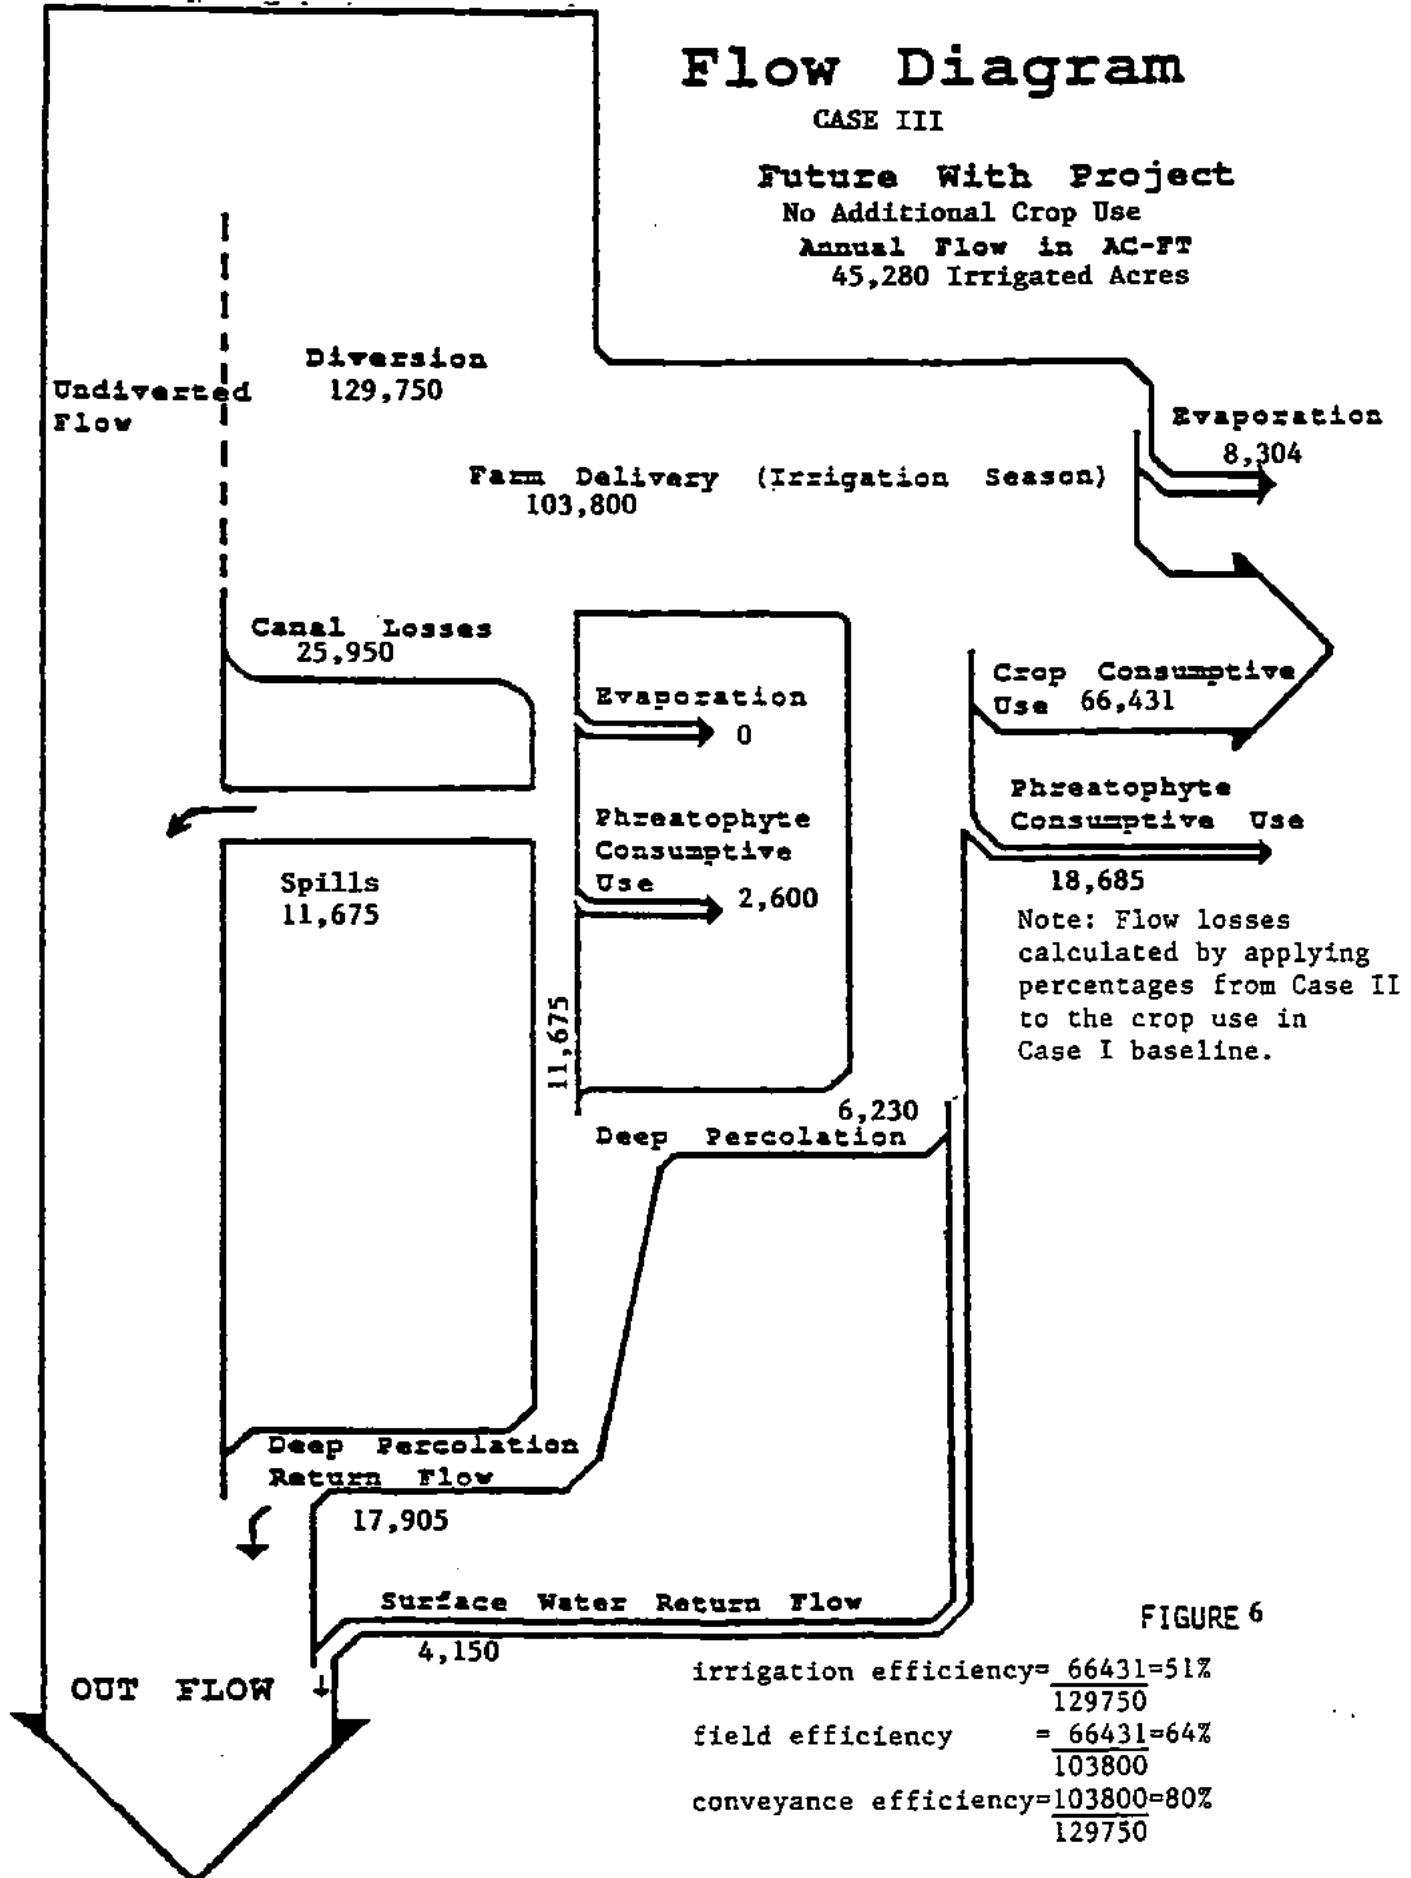 Flow Diagram
CASE III
Future With Project
No Additional Crop Use
Annual Flow in AC-FT
45,280 Irrigated Acres
Diversion
129,750
Undiverted
Flow
Evaporation
8,304
Farm Delivery (Irrigation Season)
103,800
Canal Losses
25,950
Evaporation
0
Crop Consumptive
Use 66,431
Phreatophyte
Consumptive
Use
2,600
Phreatophyte
Consumptive Use
18,685
Spills
11,675
Note: Flow losses
calculated by applying
percentages from Case II
to the crop use in
Case I baseline.
11,675
6,230
Deep Percolation
Deep Percolation
Return Flow
17,905
Surface Water Return Flow
4,150
OUT FLOW
FIGURE 6
irrigation efficiency= 66431=51%
129750
field efficiency = 66431=64%
103800
conveyance efficiency=103800=80%
129750